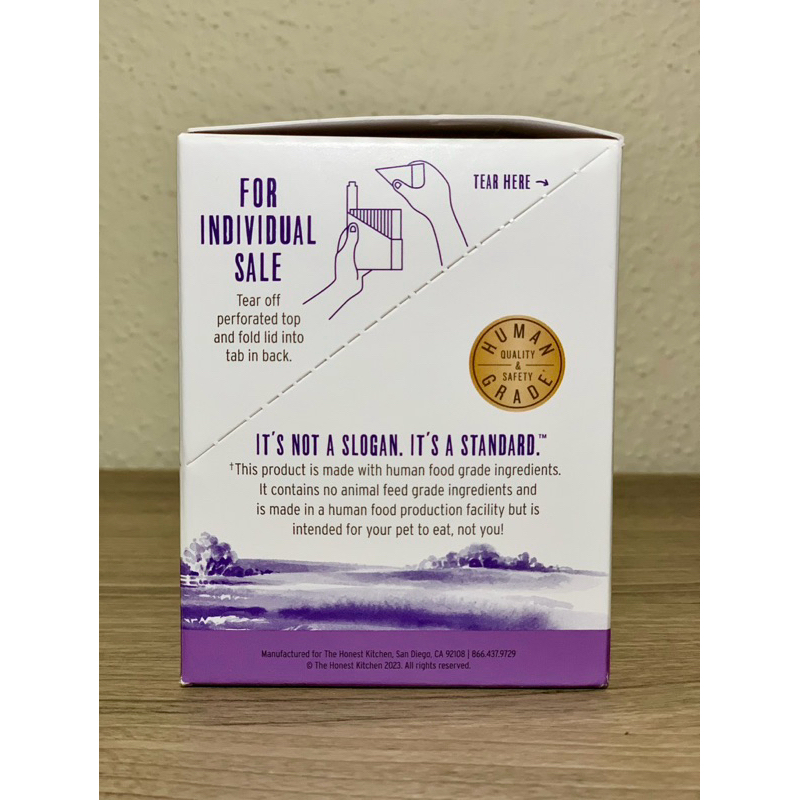 FOR
INDIVIDUAL
SALE
Tear off
perforated top
and fold lid into
tab in back.
TEAR HERE →
HUMAN
QUALITY
&
SAFETY
GRADE™
IT'S NOT A SLOGAN. IT'S A STANDARD.™
†This product is made with human food grade ingredients.
It contains no animal feed grade ingredients and
is made in a human food production facility but is
intended for your pet to eat, not you!
Manufactured for The Honest Kitchen, San Diego, CA 92108 | 866.437.9729
© The Honest Kitchen 2023. All rights reserved.